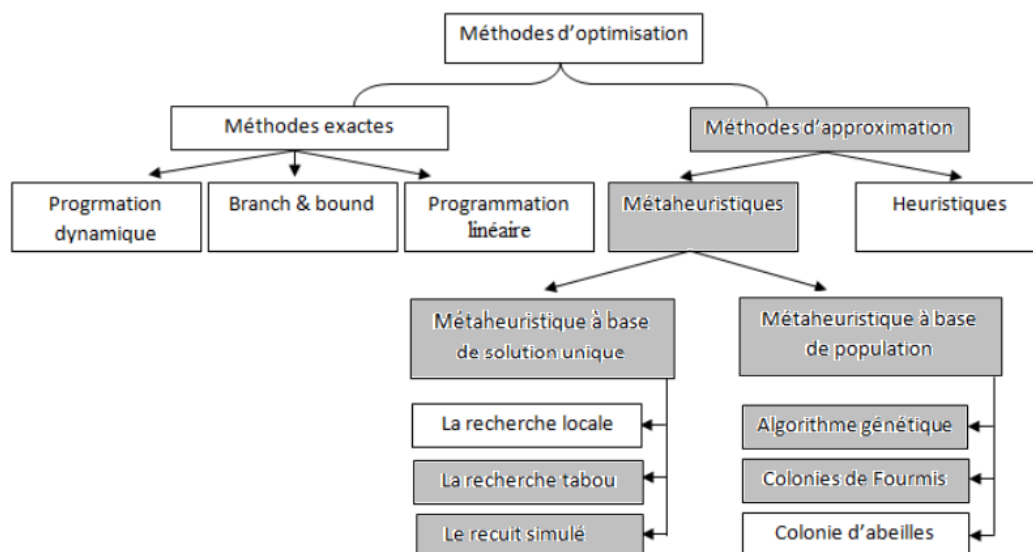 Méthodes d'optimisation
Méthodes exactes
Méthodes d'approximation
Progrmation
dynamique
Branch & bound
Programmation
linéaire
Métaheuristiques
Heuristiques
Métaheuristique à base
de solution unique
Métaheuristique à base
de population
La recherche locale
La recherche tabou
Le recuit simulé
Algorithme génétique
Colonies de Fourmis
Colonie d'abeilles